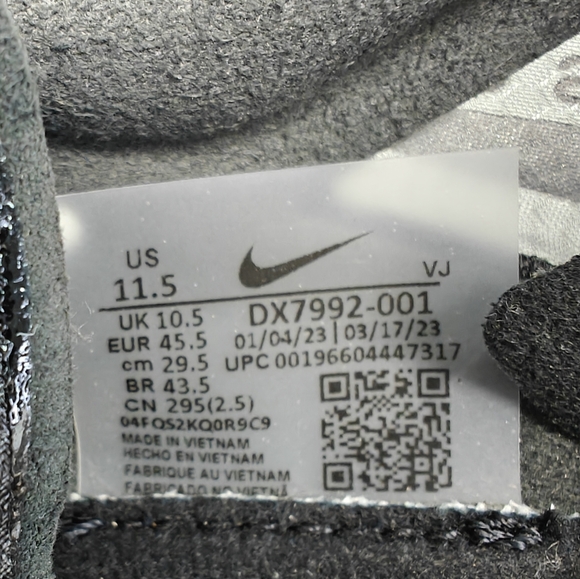 US
11.5
VJ
UK 10.5
DX7992-001
EUR 45.5
01/04/23 | 03/17/23
cm 29.5
UPC 00196604447317
BR 43.5
CN 295(2.5)
04FQS2KQ0R9C9
MADE IN VIETNAM
HECHO EN VIETNAM
FABRIQUE AU VIETNAM
FABRICADO NO VIETNÃ